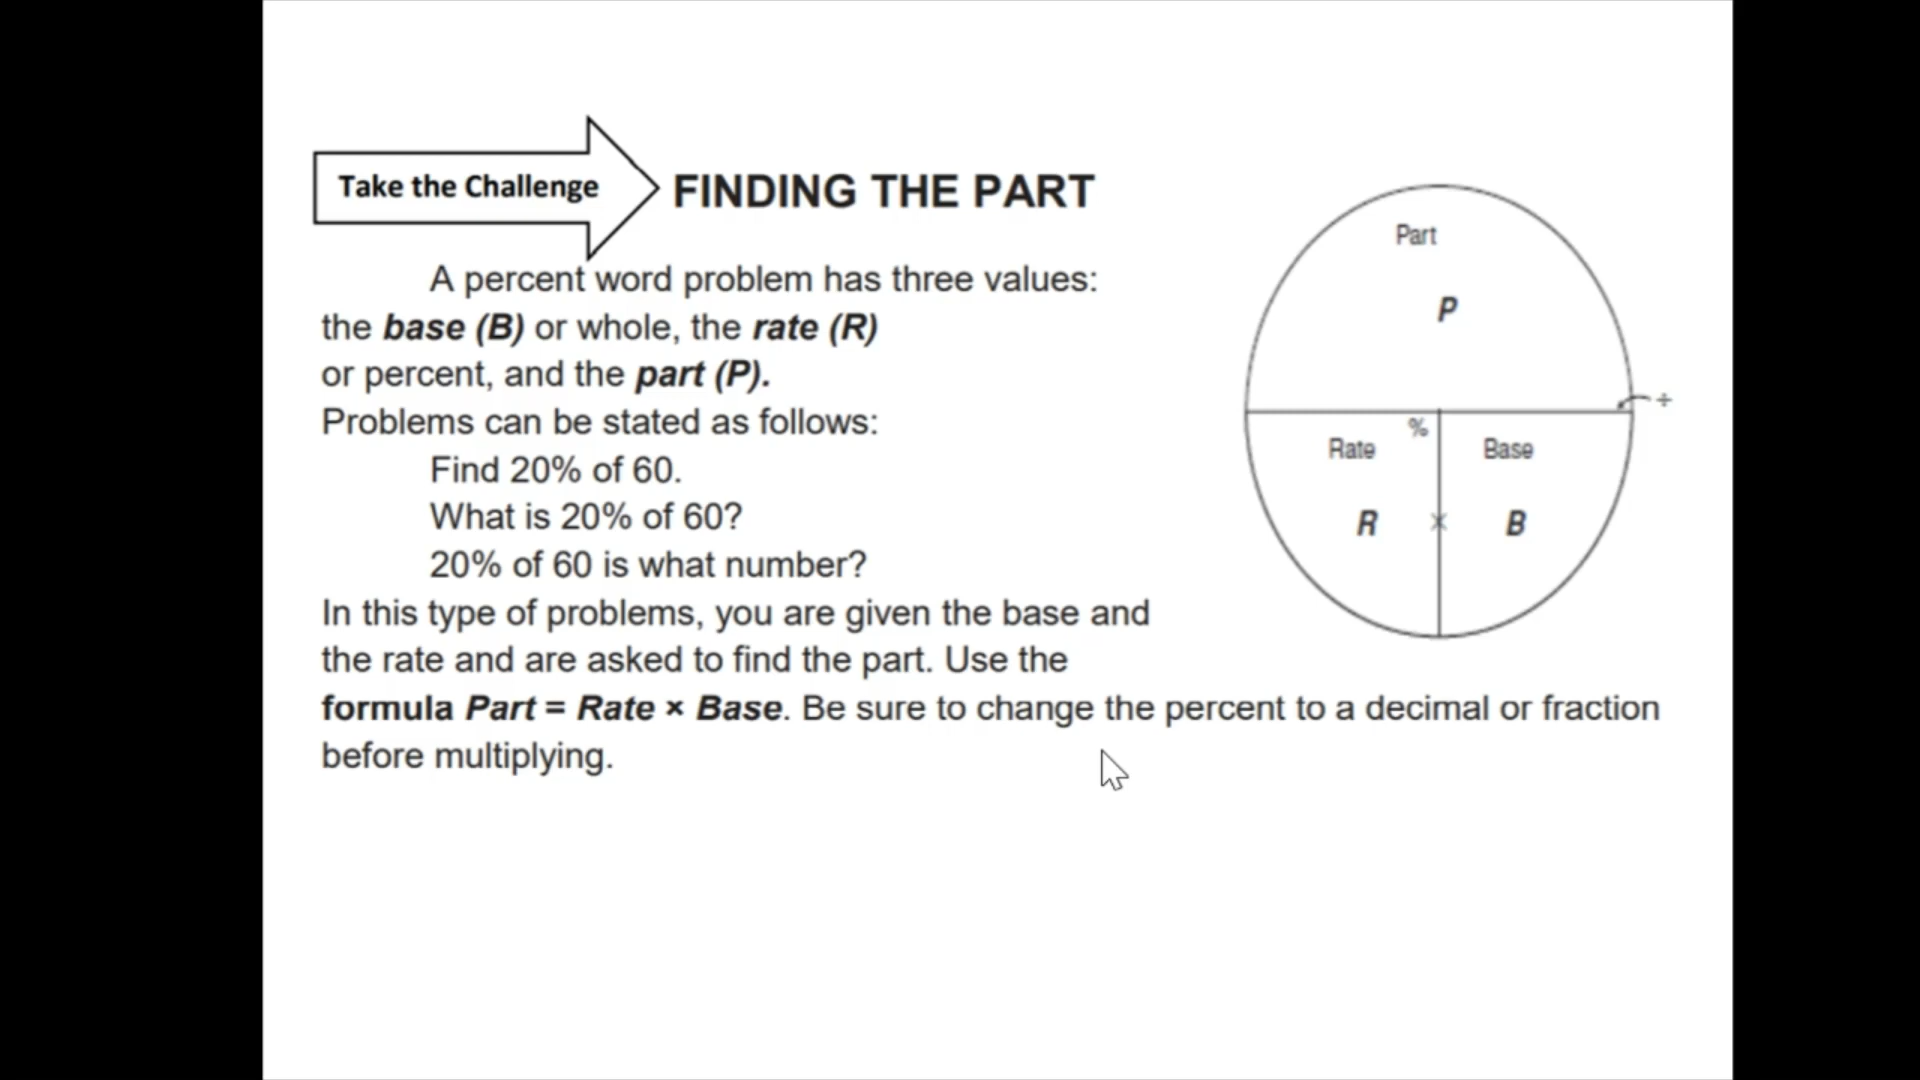 Take the Challenge FINDING THE PART
A percent word problem has three values:
the base (B) or whole, the rate (R)
or percent, and the part (P).
Problems can be stated as follows:
Find 20% of 60.
What is 20% of 60?
20% of 60 is what number?
In this type of problems, you are given the base and
the rate and are asked to find the part. Use the
formula Part = Rate × Base. Be sure to change the percent to a decimal or fraction
before multiplying.
Part
P
÷
%
Rate Base
R × B